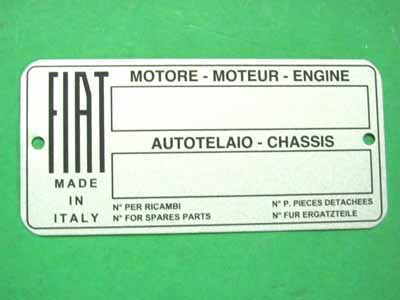 FIAT
MADE
IN
ITALY
MOTORE - MOTEUR - ENGINE
AUTOTELAIO - CHASSIS
N° PER RICAMBI
N° FOR SPARES PARTS
N° P. PIECES DETACHEES
N° FUR ERGATZTEILE